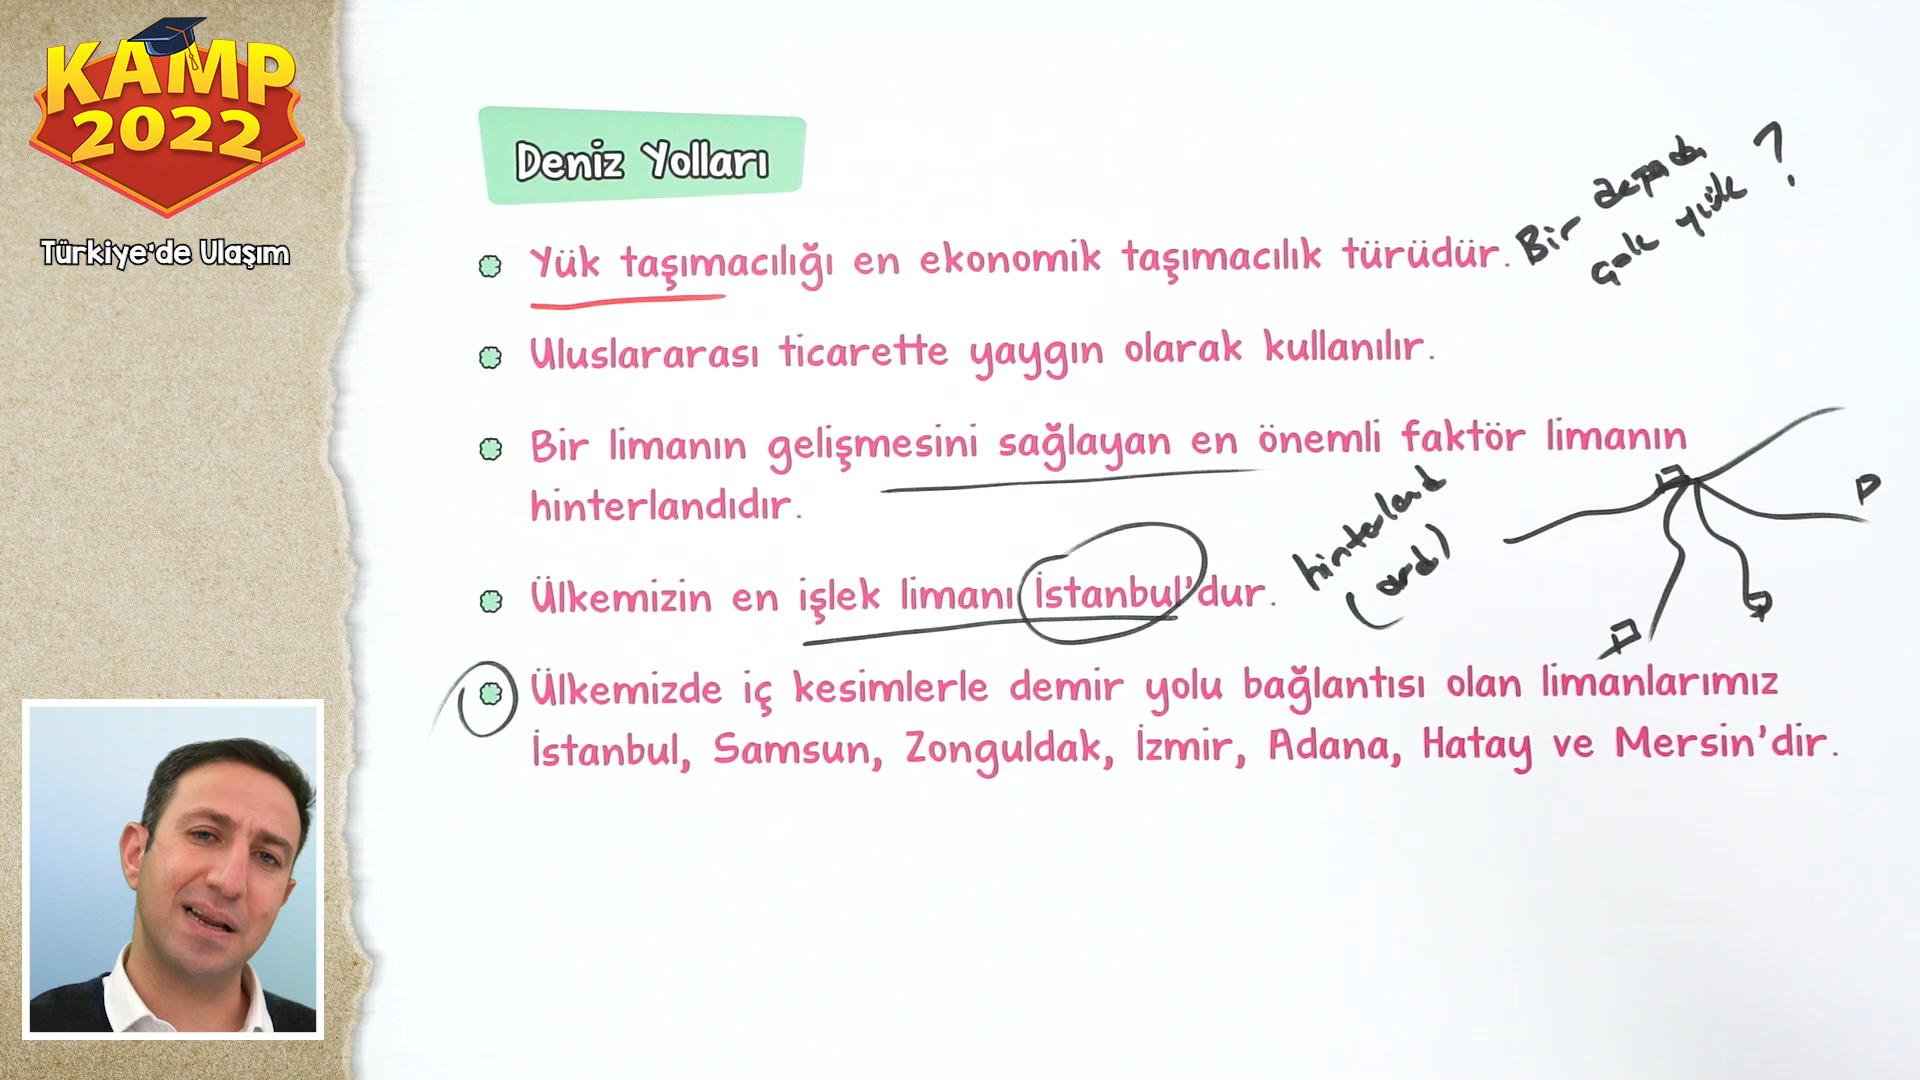 KAMP
2022
Türkiye'de Ulaşım
Deniz Yolları
Yük taşımacılığı en ekonomik taşımacılık türüdür.
Bir depoda
çok yük ?
Uluslararası ticarette yaygın olarak kullanılır.
Bir limanın gelişmesini sağlayan en önemli faktör limanın
hinterlandıdır.
hinterland
(ard)
Ülkemizin en işlek limanı İstanbul'dur.
Ülkemizde iç kesimlerle demir yolu bağlantısı olan limanlarımız
İstanbul, Samsun, Zonguldak, İzmir, Adana, Hatay ve Mersin'dir.